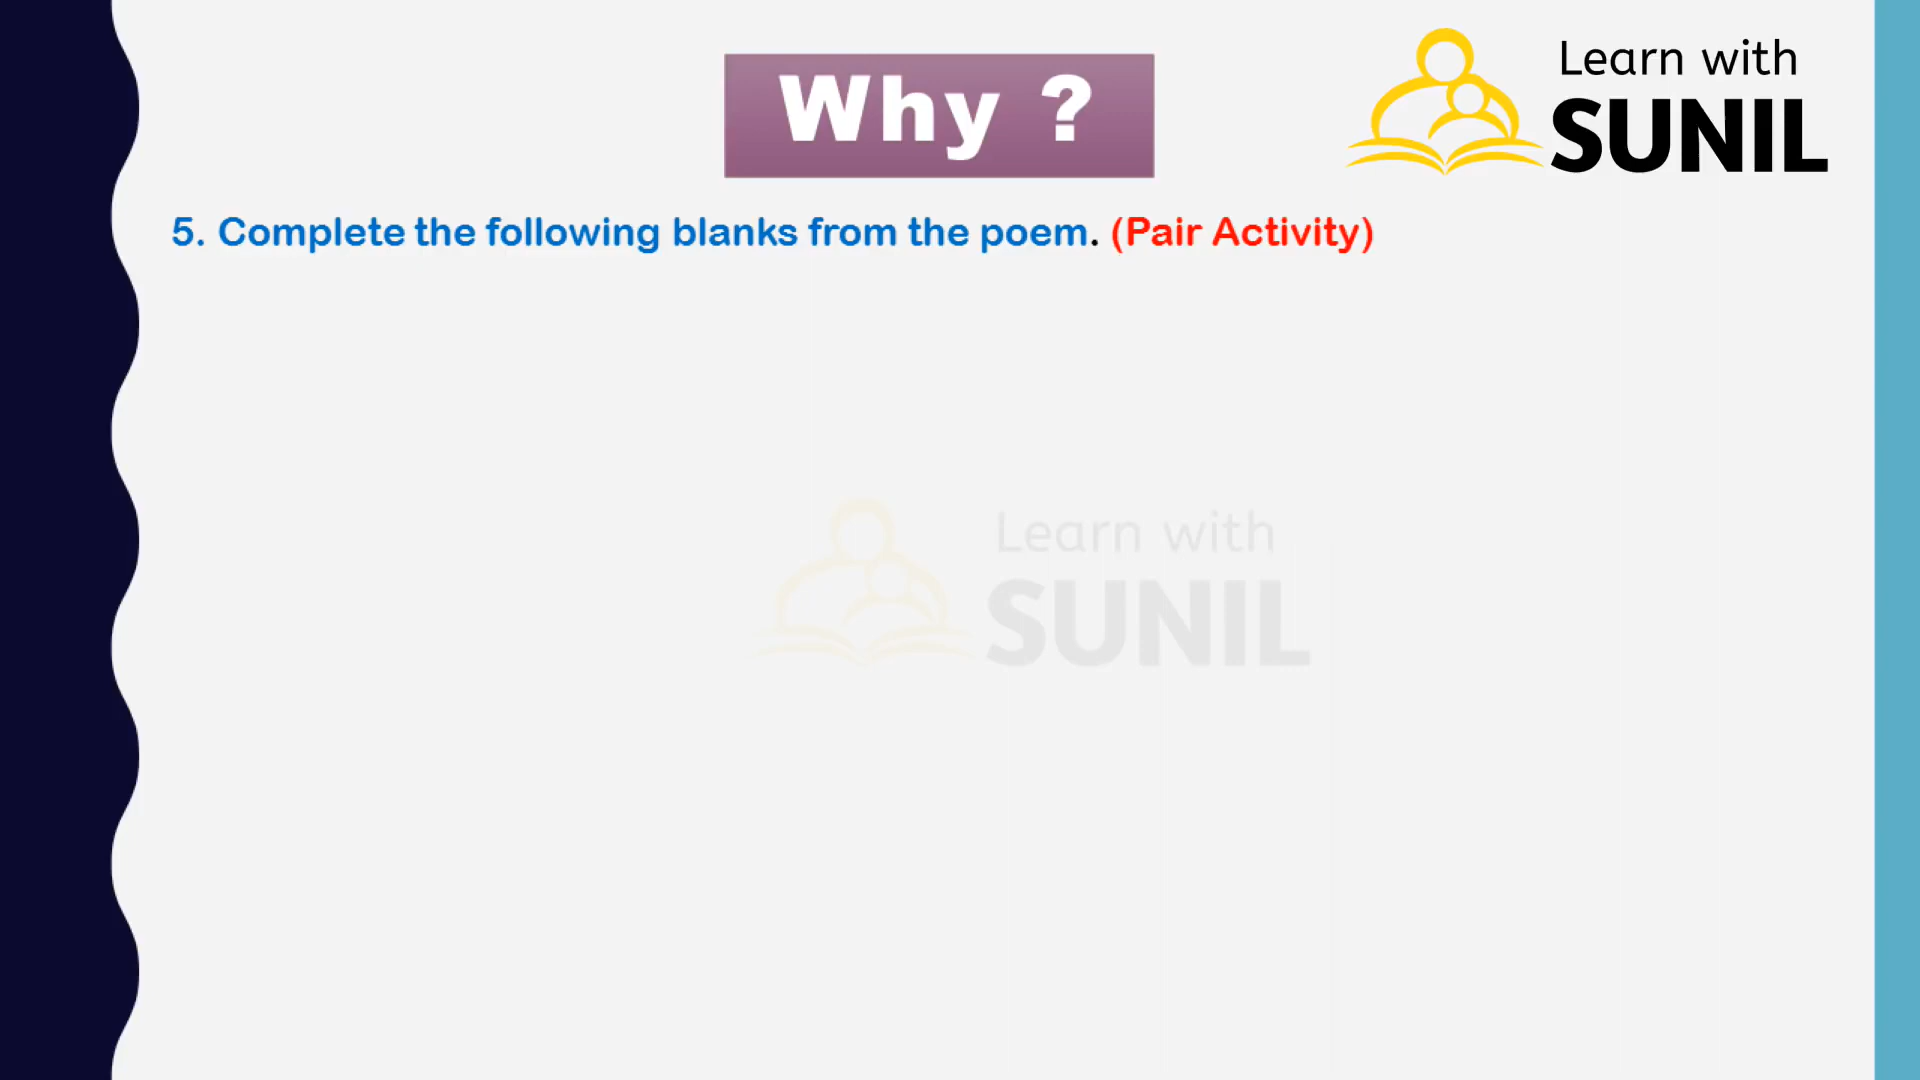 Why ?
Learn with
SUNIL
5. Complete the following blanks from the poem. (Pair Activity)
Learn with
SUNIL